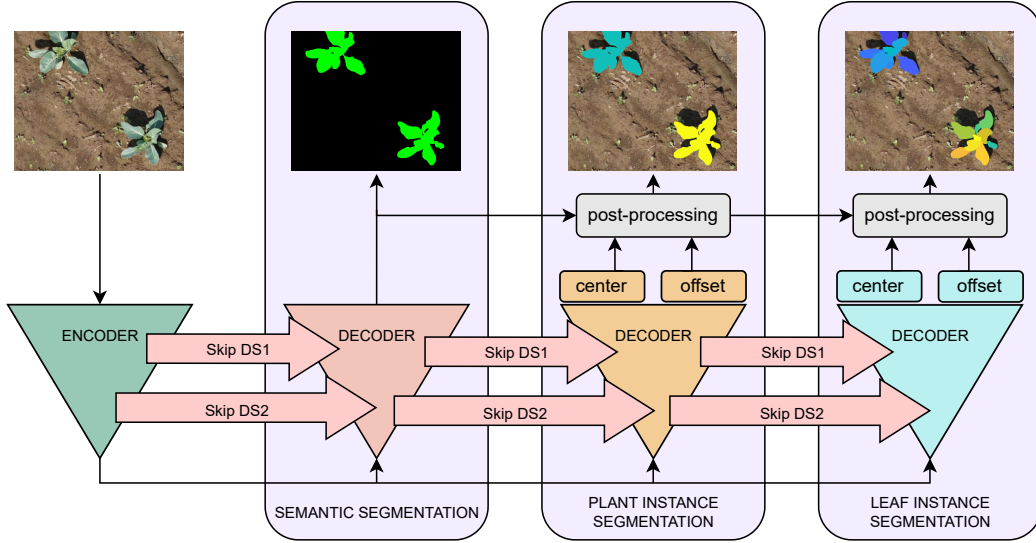 post-processing
post-processing
center
offset
center
offset
ENCODER
DECODER
DECODER
DECODER
Skip DS1
Skip DS1
Skip DS1
Skip DS2
Skip DS2
Skip DS2
SEMANTIC SEGMENTATION
PLANT INSTANCE
SEGMENTATION
LEAF INSTANCE
SEGMENTATION